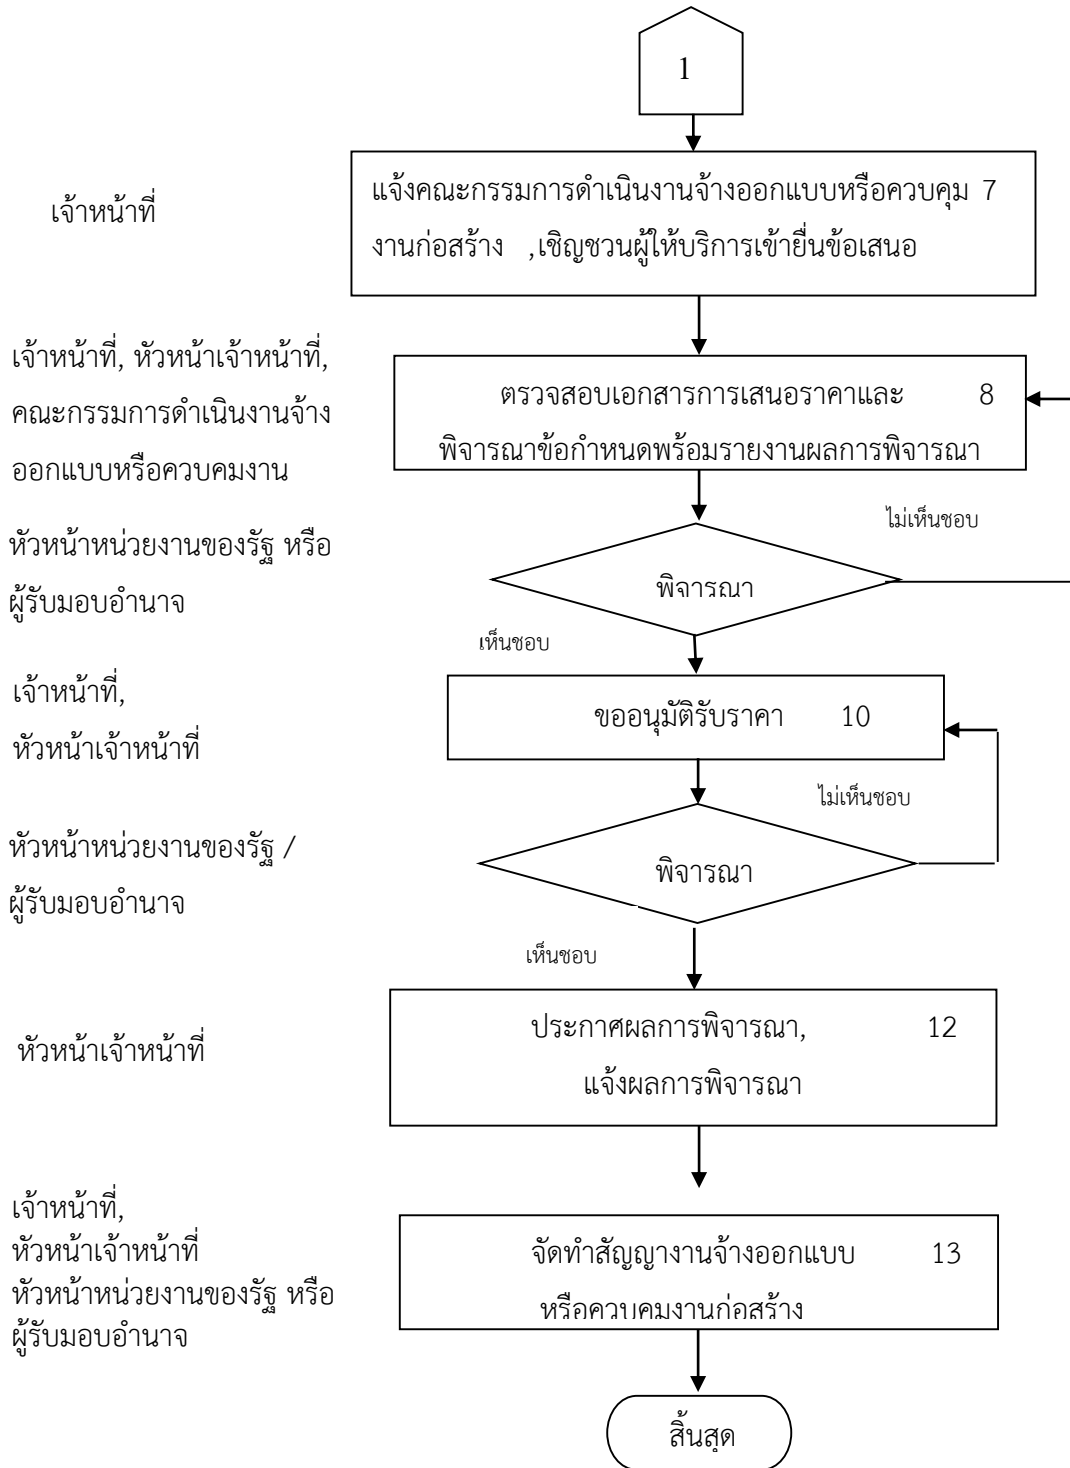 1
เจ้าหน้าที่
แจ้งคณะกรรมการดำเนินงานจ้างออกแบบหรือควบคุม 7
งานก่อสร้าง ,เชิญชวนผู้ให้บริการเข้ายื่นข้อเสนอ
เจ้าหน้าที่, หัวหน้าเจ้าหน้าที่,
คณะกรรมการดำเนินงานจ้าง
ออกแบบหรือควบคมงาน
ตรวจสอบเอกสารการเสนอราคาและ 8
พิจารณาข้อกำหนดพร้อมรายงานผลการพิจารณา
หัวหน้าหน่วยงานของรัฐ หรือ
ผู้รับมอบอำนาจ
พิจารณา
ไม่เห็นชอบ
เห็นชอบ
เจ้าหน้าที่,
หัวหน้าเจ้าหน้าที่
ขออนุมัติรับราคา 10
ไม่เห็นชอบ
หัวหน้าหน่วยงานของรัฐ /
ผู้รับมอบอำนาจ
พิจารณา
เห็นชอบ
หัวหน้าเจ้าหน้าที่
ประกาศผลการพิจารณา, 12
แจ้งผลการพิจารณา
เจ้าหน้าที่,
หัวหน้าเจ้าหน้าที่
หัวหน้าหน่วยงานของรัฐ หรือ
ผู้รับมอบอำนาจ
จัดทำสัญญางานจ้างออกแบบ 13
หรือควบคมงานก่อสร้าง
สิ้นสุด